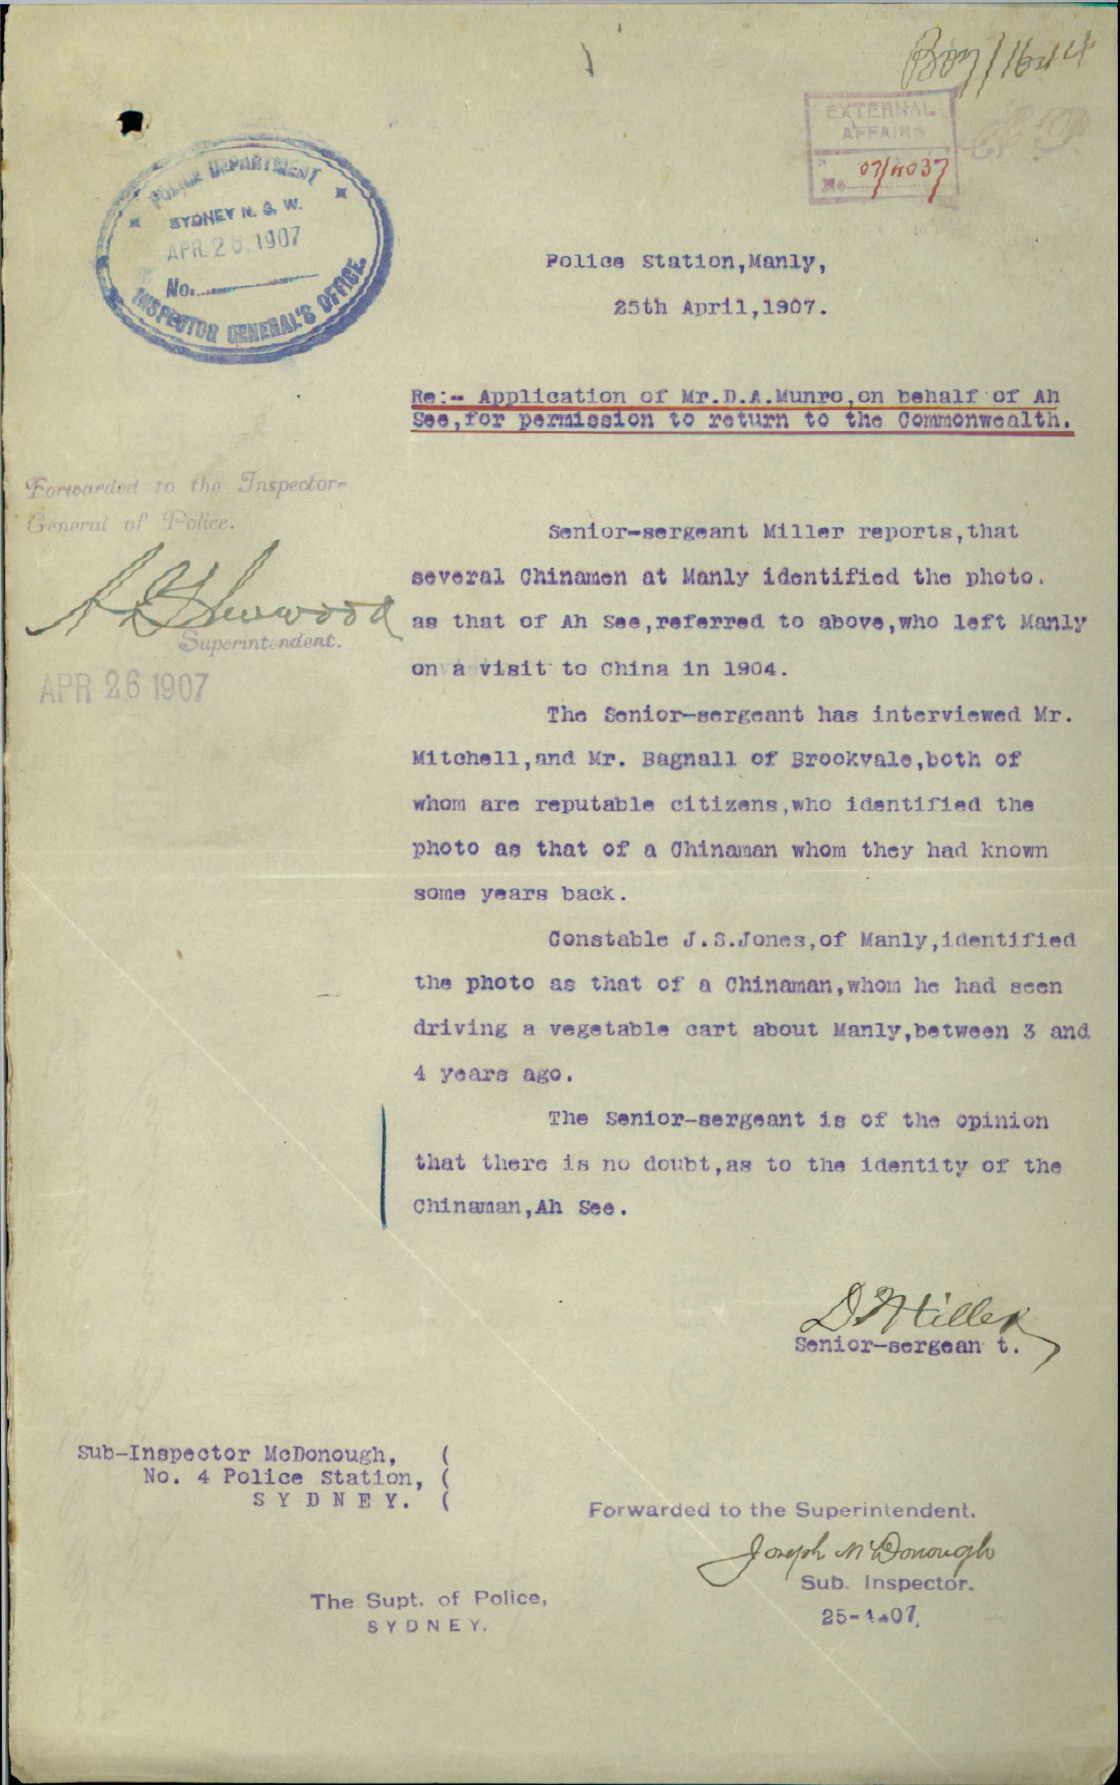 EXTERNAL
AFFAIRS
No. 07/4037
POLICE DEPARTMENT
SYDNEY N. S. W.
APR. 26. 1907
No.
INSPECTOR GENERAL'S OFFICE.
Police Station,Manly,
25th April,1907.
Re:-- Application of Mr.D.A.Munro,on behalf of Ah
See,for permission to return to the Commonwealth.
Forwarded to the Inspector-
General of Police.
Superintendent.
APR 26 1907
Senior-sergeant Miller reports,that
several Chinamen at Manly identified the photo.
as that of Ah See,referred to above,who left Manly
on a visit to China in 1904.
The Senior-sergeant has interviewed Mr.
Mitchell,and Mr. Bagnall of Brookvale,both of
whom are reputable citizens,who identified the
photo as that of a Chinaman whom they had known
some years back.
Constable J.S.Jones,of Manly,identified
the photo as that of a Chinaman,whom he had seen
driving a vegetable cart about Manly,between 3 and
4 years ago.
The Senior-sergeant is of the opinion
that there is no doubt,as to the identity of the
Chinaman,Ah See.
D Miller
Senior-sergean t.
Sub-Inspector McDonough, (
No. 4 Police Station, (
S Y D N E Y. (
Forwarded to the Superintendent.
Joseph McDonough
Sub. Inspector.
25-4-07.
The Supt. of Police,
S Y D N E Y.